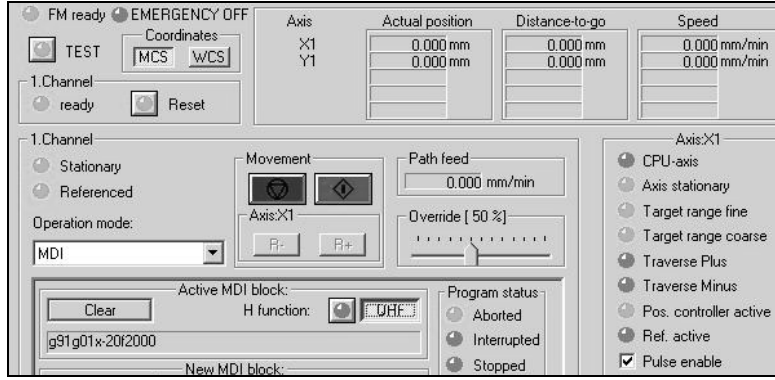 FM ready EMERGENCY OFF
Coordinates
TEST MCS WCS
1.Channel
ready Reset
Axis Actual position Distance-to-go Speed
X1 0.000 mm 0.000 mm 0.000 mm/min
Y1 0.000 mm 0.000 mm 0.000 mm/min
1.Channel
Stationary
Referenced
Operation mode:
MDI
Movement
Axis:X1
R- R+
Path feed
0.000 mm/min
Override [ 50 %]
Active MDI block:
Clear H function: UHF
g91g01x-20f2000
New MDI block:
Program status
Aborted
Interrupted
Stopped
Axis:X1
CPU-axis
Axis stationary
Target range fine
Target range coarse
Traverse Plus
Traverse Minus
Pos. controller active
Ref. active
Pulse enable